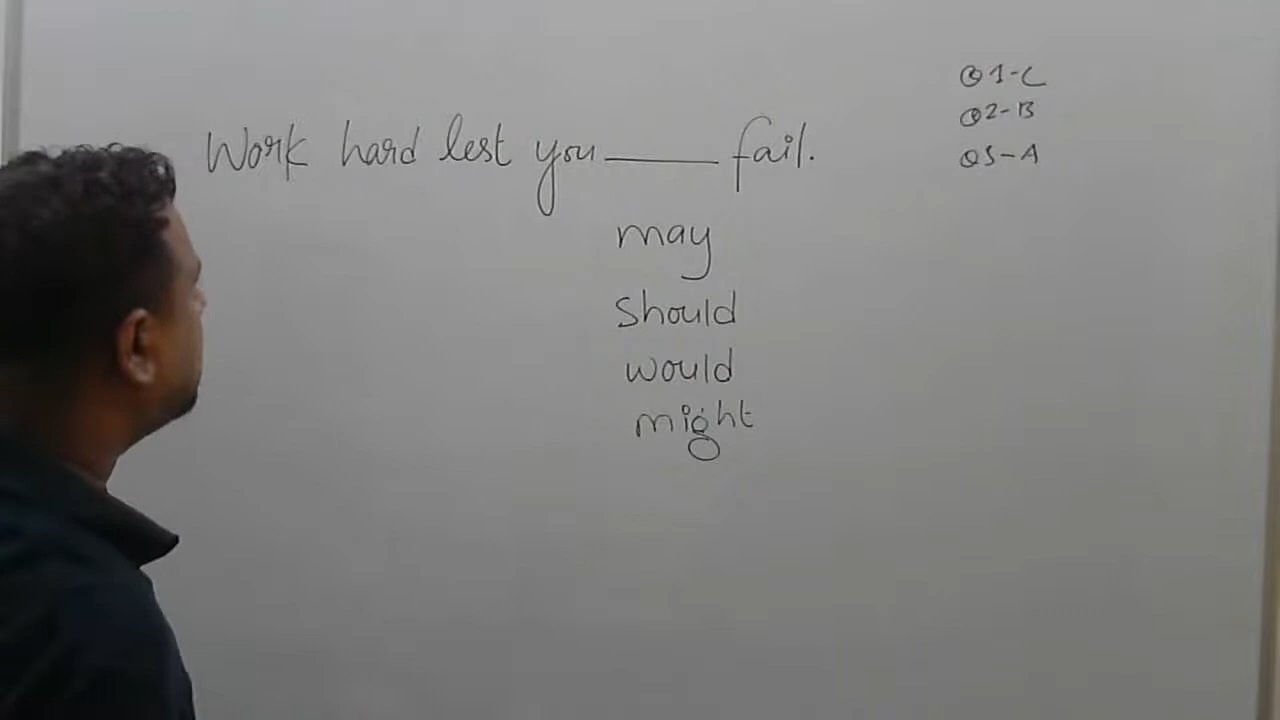 Work hard lest you ______ fail.
may
should
would
might
Q1-C
Q2-B
Q3-A